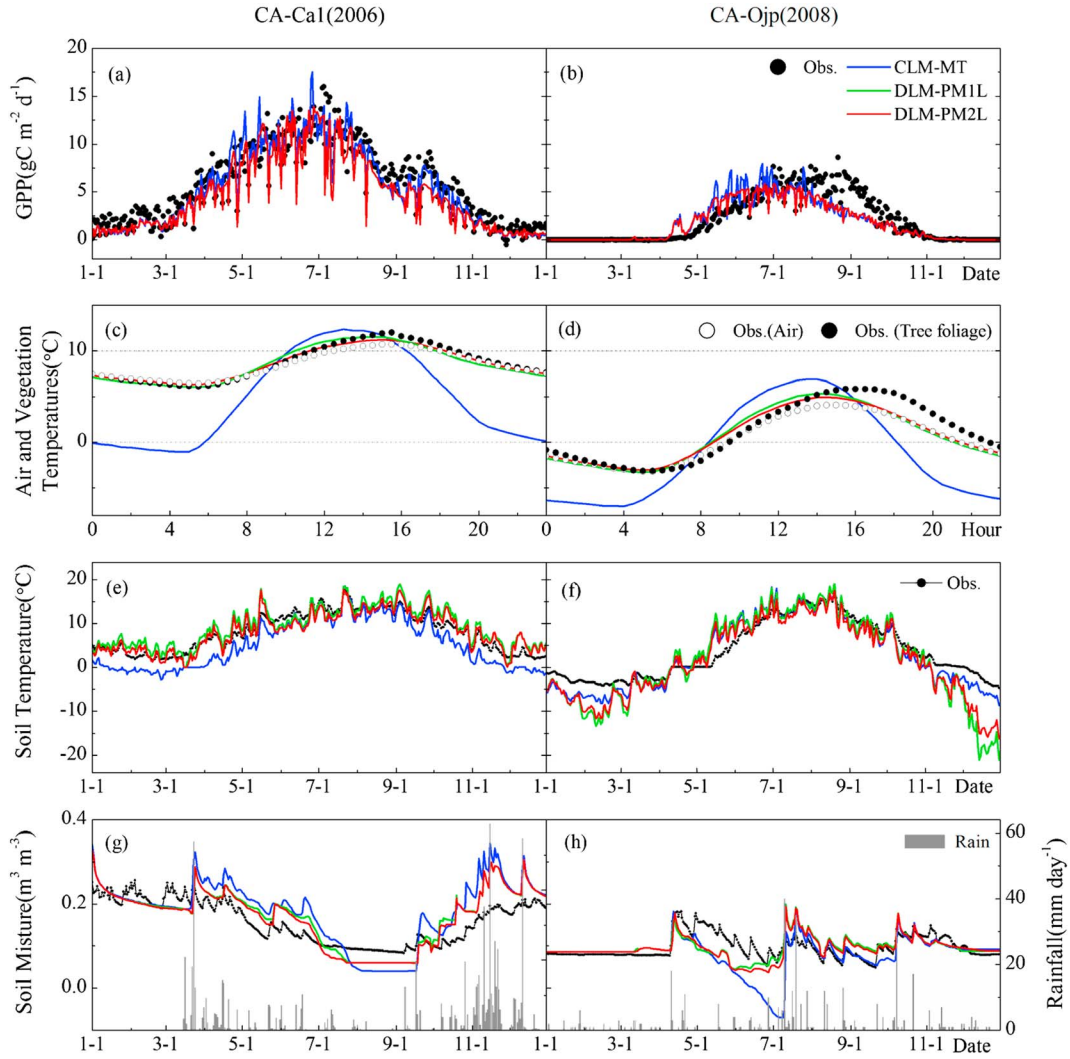 CA-Ca1(2006) CA-Ojp(2008)
GPP(gC m⁻² d⁻¹)
20
15
10
5
0
(a)
(b)
Obs.
CLM-MT
DLM-PM1L
DLM-PM2L
1-1 3-1 5-1 7-1 9-1 11-1 1-1 3-1 5-1 7-1 9-1 11-1 Date
Air and Vegetation
Temperatures(°C)
10
0
(c)
(d)
Obs.(Air) Obs. (Tree foliage)
0 4 8 12 16 20 0 4 8 12 16 20 Hour
Soil Temperature(°C)
20
10
0
-10
-20
(e)
(f)
Obs.
1-1 3-1 5-1 7-1 9-1 11-1 1-1 3-1 5-1 7-1 9-1 11-1 Date
Soil Misture(m³ m⁻³)
0.4
0.2
0.0
(g)
(h)
Rain
60
40
20
0
Rainfall(mm day⁻¹)
1-1 3-1 5-1 7-1 9-1 11-1 1-1 3-1 5-1 7-1 9-1 11-1 Date